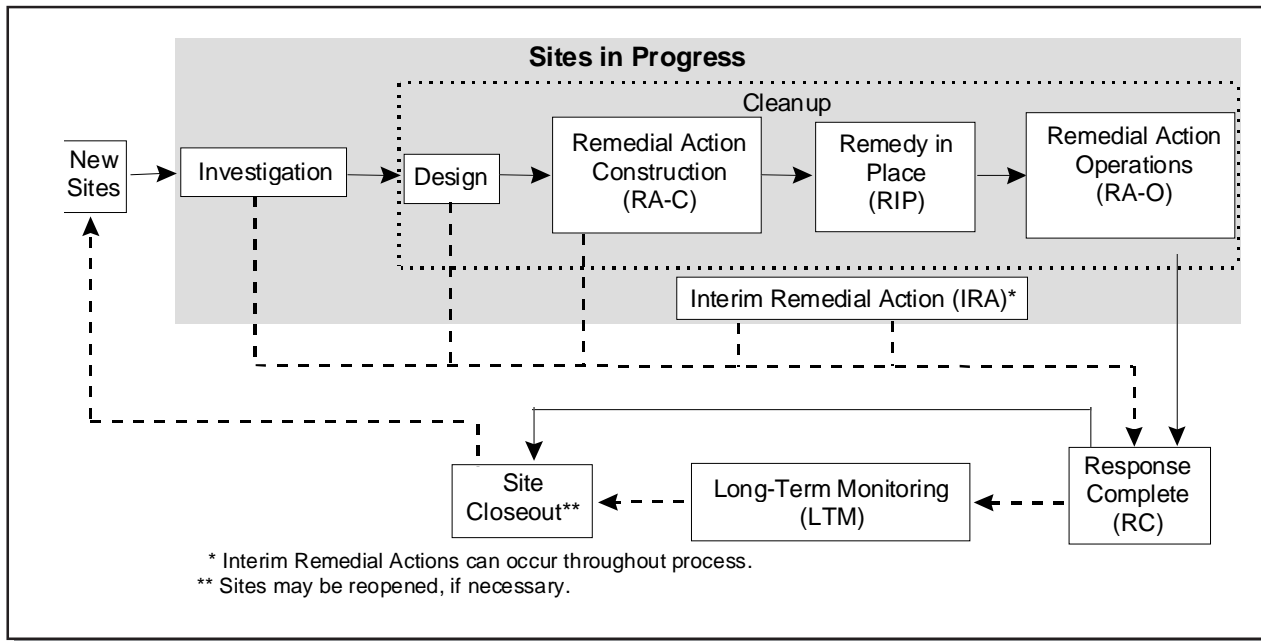 Sites in Progress
Cleanup
New
Sites
Investigation
Design
Remedial Action
Construction
(RA-C)
Remedy in
Place
(RIP)
Remedial Action
Operations
(RA-O)
Interim Remedial Action (IRA)*
Site
Closeout**
Long-Term Monitoring
(LTM)
Response
Complete
(RC)
* Interim Remedial Actions can occur throughout process.
** Sites may be reopened, if necessary.